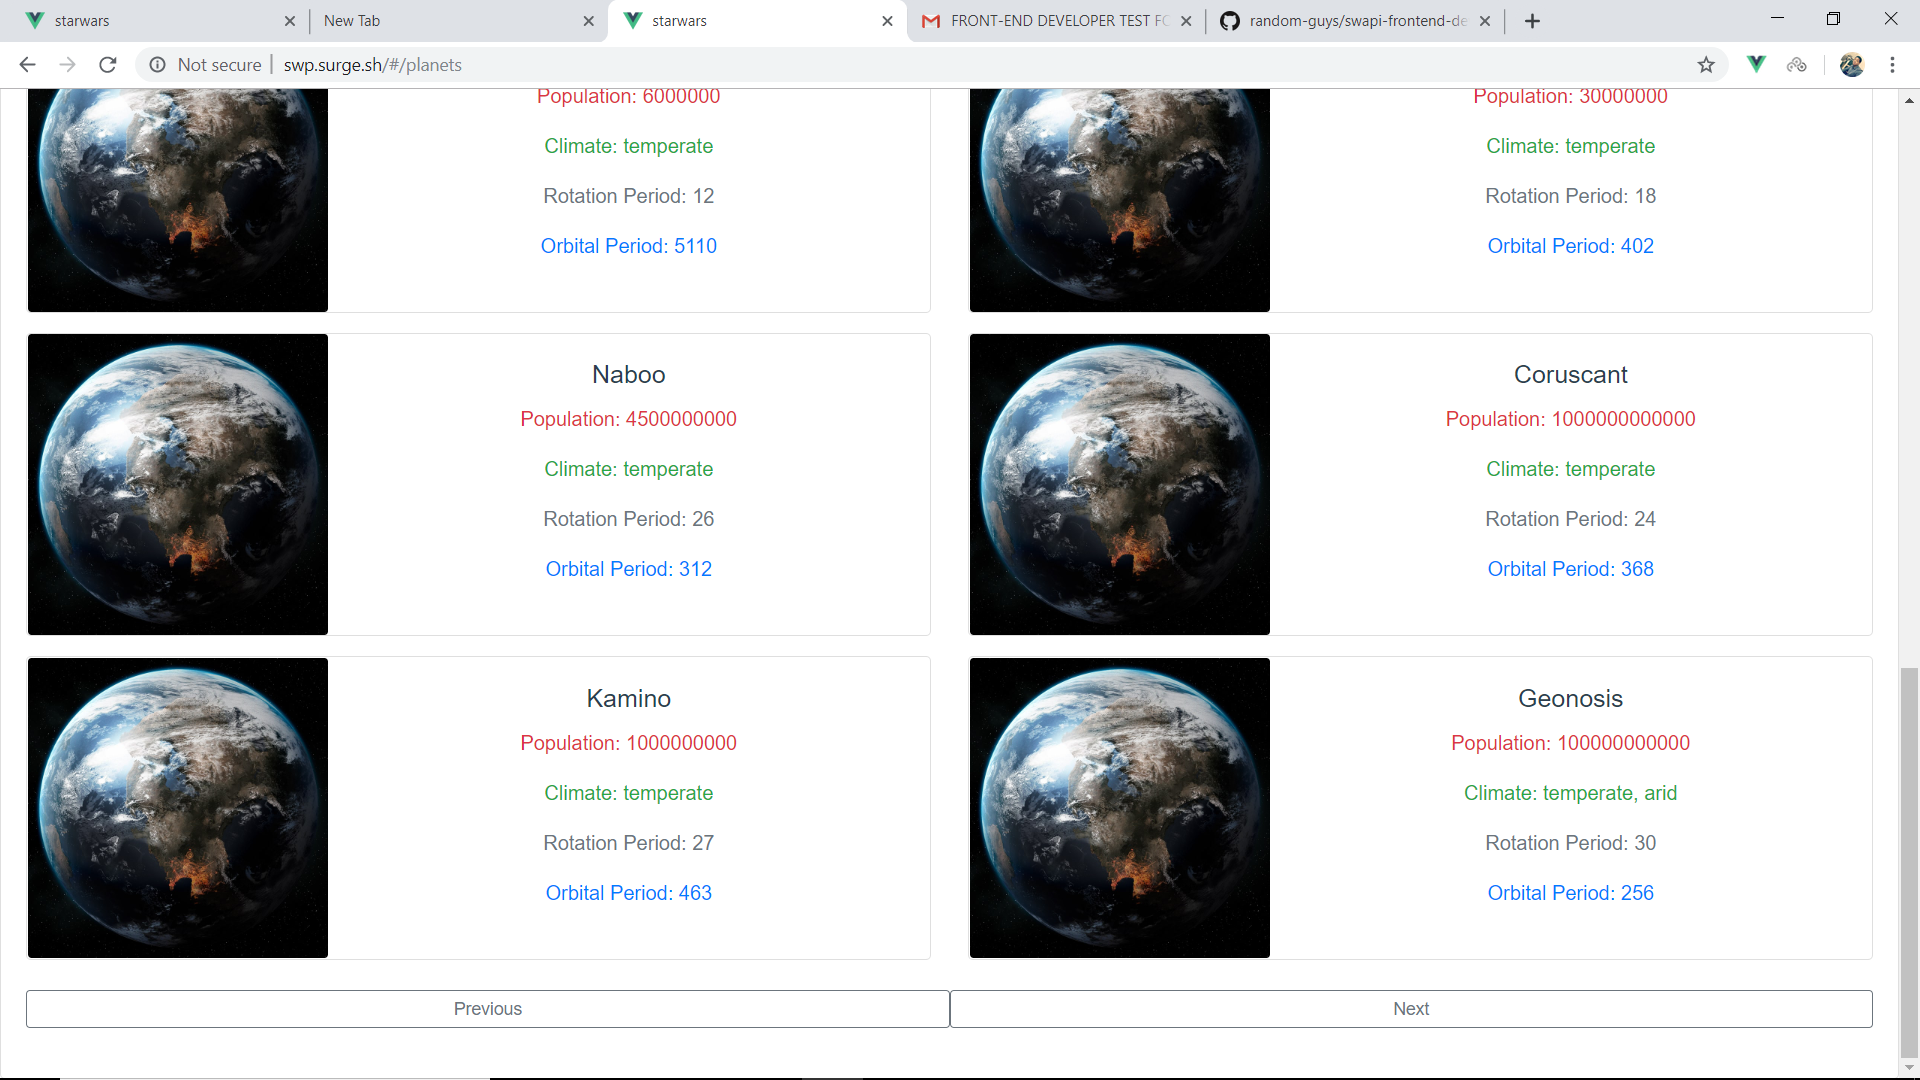 starwars
New Tab
starwars
FRONT-END DEVELOPER TEST FO
random-guys/swapi-frontend-de
Not secure
swp.surge.sh/#/planets
Population: 6000000
Climate: temperate
Rotation Period: 12
Orbital Period: 5110
Population: 30000000
Climate: temperate
Rotation Period: 18
Orbital Period: 402
Naboo
Population: 4500000000
Climate: temperate
Rotation Period: 26
Orbital Period: 312
Coruscant
Population: 1000000000000
Climate: temperate
Rotation Period: 24
Orbital Period: 368
Kamino
Population: 1000000000
Climate: temperate
Rotation Period: 27
Orbital Period: 463
Geonosis
Population: 100000000000
Climate: temperate, arid
Rotation Period: 30
Orbital Period: 256
Previous
Next